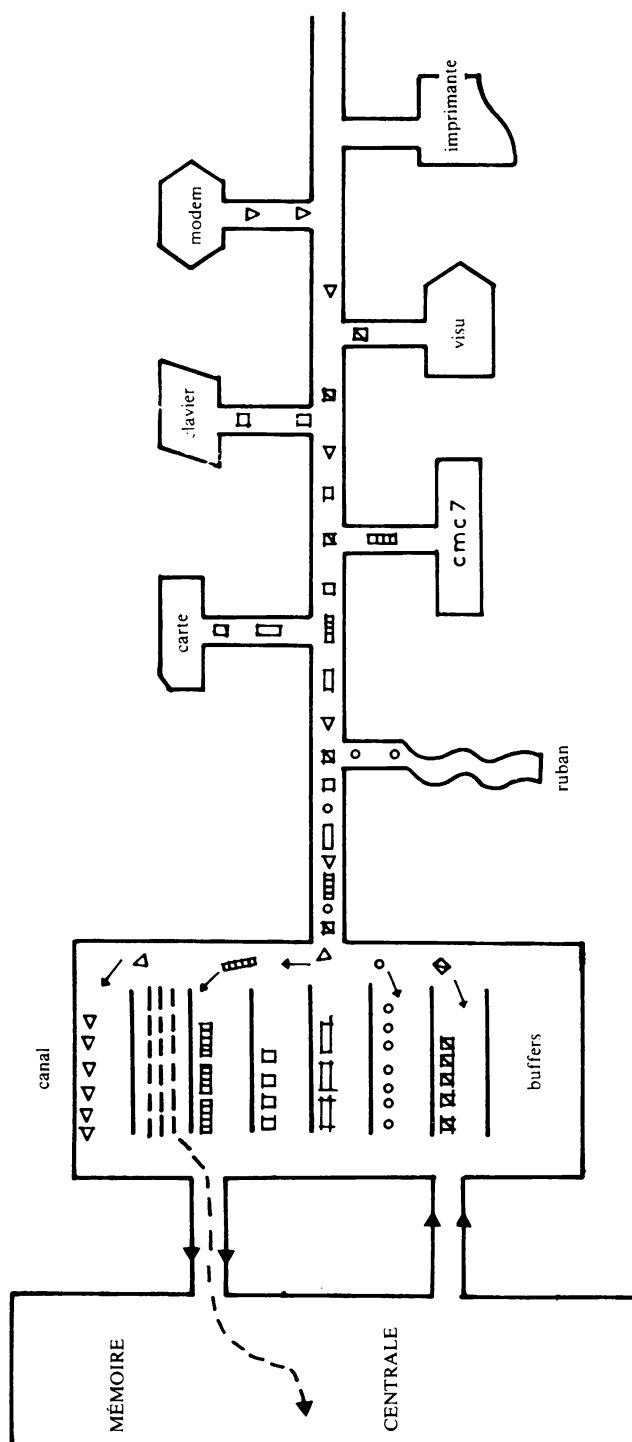 MÉMOIRE
CENTRALE
canal
buffers
carte
clavier
modem
ruban
cmc7
visu
imprimante